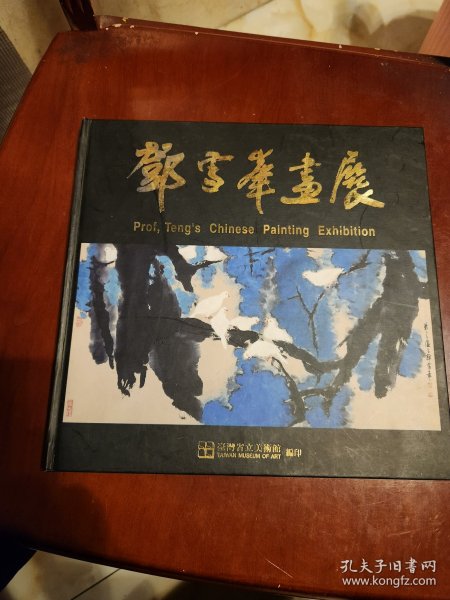 鄧雪峯畫展
Prof, Teng's Chinese Painting Exhibition
臺灣省立美術館 編印
TAIWAN MUSEUM OF ART
孔夫子旧书网
www.kongfz.com